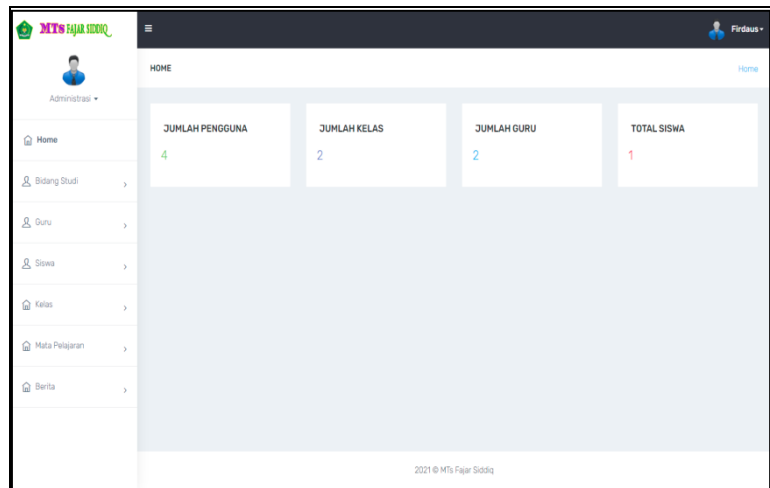 MTS FAJAR SIDDIQ
Firdaus
Administrasi
HOME
Home
Home
Bidang Studi
Guru
Siswa
Kelas
Mata Pelajaran
Berita
JUMLAH PENGGUNA
4
JUMLAH KELAS
2
JUMLAH GURU
2
TOTAL SISWA
1
2021 © MTs Fajar Siddiq